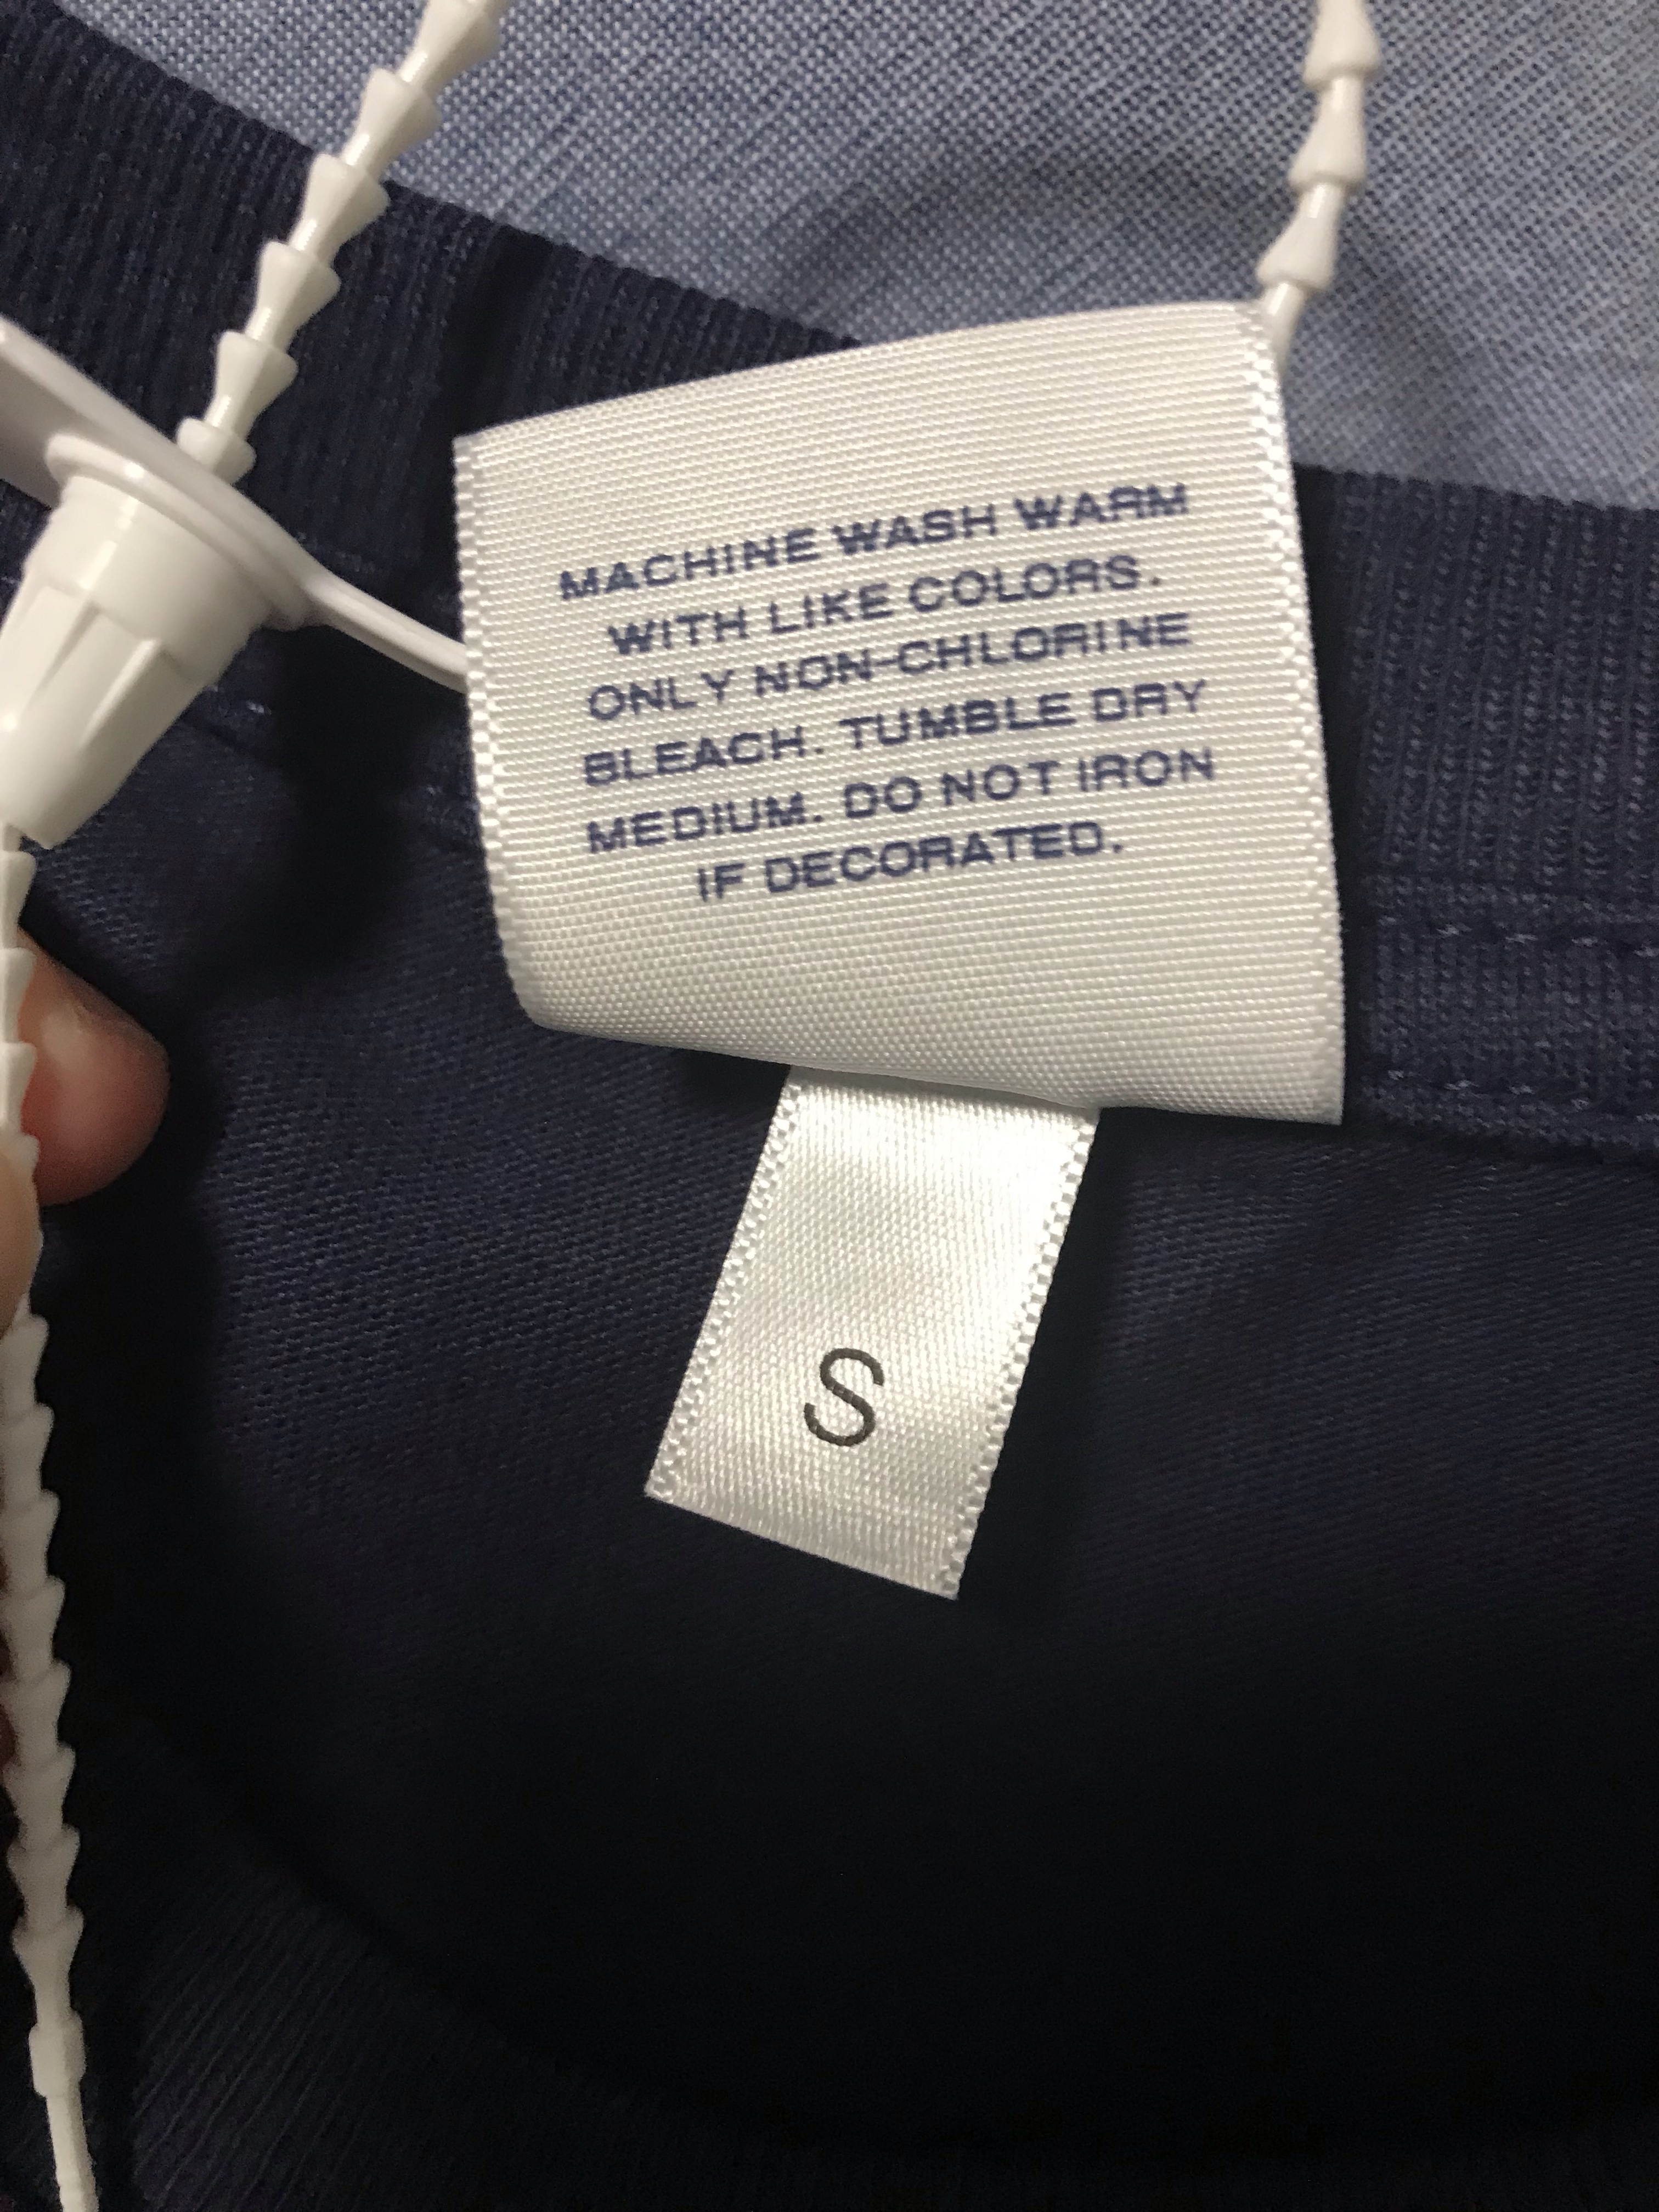 MACHINE WASH WARM
WITH LIKE COLORS.
ONLY NON-CHLORINE
BLEACH. TUMBLE DRY
MEDIUM. DO NOT IRON
IF DECORATED.
S